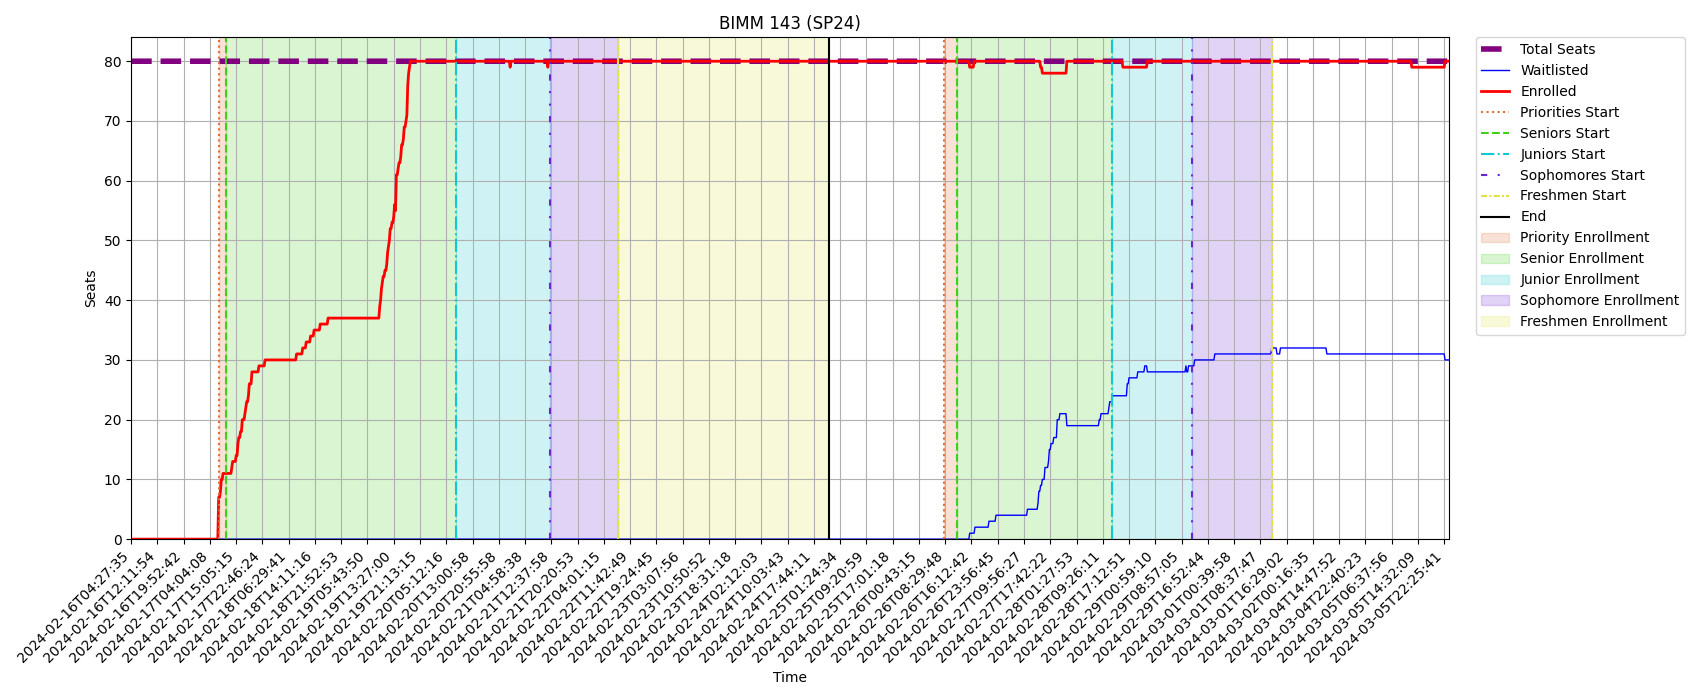 BIMM 143 (SP24)
Seats
80
70
60
50
40
30
20
10
0
2024-02-16T04:27:35
2024-02-16T12:11:54
2024-02-16T19:52:42
2024-02-17T04:04:08
2024-02-17T15:05:15
2024-02-17T22:46:24
2024-02-18T06:29:41
2024-02-18T14:11:16
2024-02-18T21:52:53
2024-02-19T05:43:50
2024-02-19T13:27:00
2024-02-19T21:13:15
2024-02-20T05:12:16
2024-02-20T13:00:58
2024-02-20T20:55:58
2024-02-21T04:58:38
2024-02-21T12:37:58
2024-02-21T20:20:53
2024-02-22T04:01:15
2024-02-22T11:42:49
2024-02-22T19:24:45
2024-02-23T03:07:56
2024-02-23T10:50:52
2024-02-23T18:31:18
2024-02-24T02:12:03
2024-02-24T10:03:43
2024-02-24T17:44:11
2024-02-25T01:24:34
2024-02-25T09:20:59
2024-02-25T17:01:18
2024-02-26T00:43:15
2024-02-26T08:29:48
2024-02-26T16:12:42
2024-02-26T23:56:45
2024-02-27T09:56:27
2024-02-27T17:42:22
2024-02-28T01:27:53
2024-02-28T09:26:11
2024-02-28T17:12:51
2024-02-29T00:59:10
2024-02-29T08:57:05
2024-02-29T16:52:44
2024-03-01T00:39:58
2024-03-01T08:37:47
2024-03-01T16:29:02
2024-03-02T00:16:35
2024-03-04T14:47:52
2024-03-04T22:40:23
2024-03-05T06:37:56
2024-03-05T14:32:09
2024-03-05T22:25:41
Time
Total Seats
Waitlisted
Enrolled
Priorities Start
Seniors Start
Juniors Start
Sophomores Start
Freshmen Start
End
Priority Enrollment
Senior Enrollment
Junior Enrollment
Sophomore Enrollment
Freshmen Enrollment